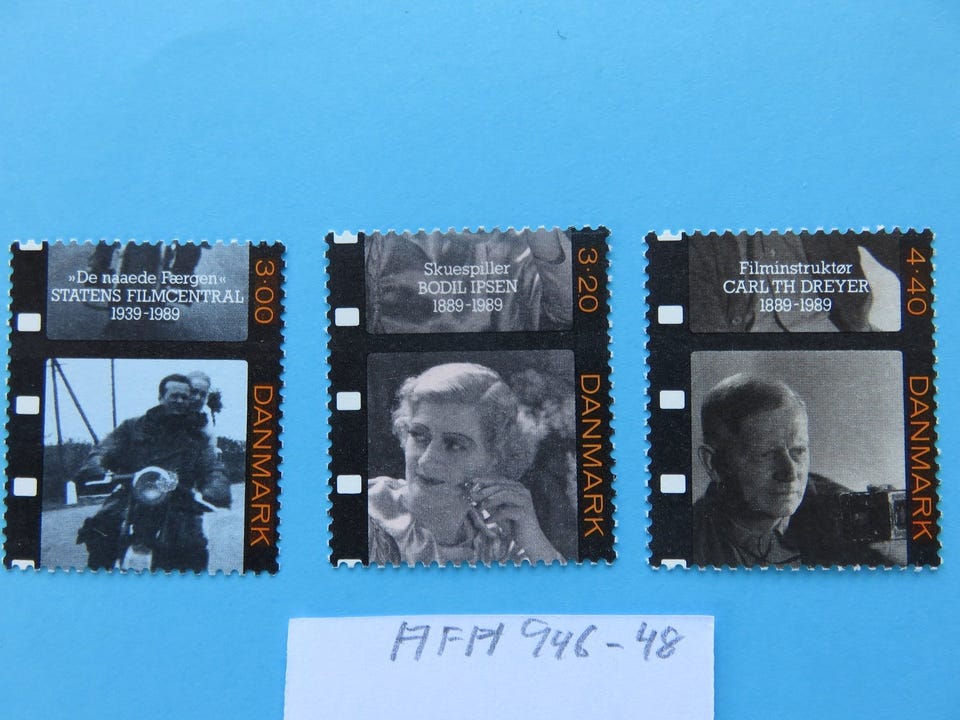 »De naaede Færgen«
STATENS FILMCENTRAL
1939-1989
3·00
DANMARK
Skuespiller
BODIL IPSEN
1889-1989
3·20
DANMARK
Filminstruktør
CARL TH DREYER
1889-1989
4·40
DANMARK
AFA 946-48